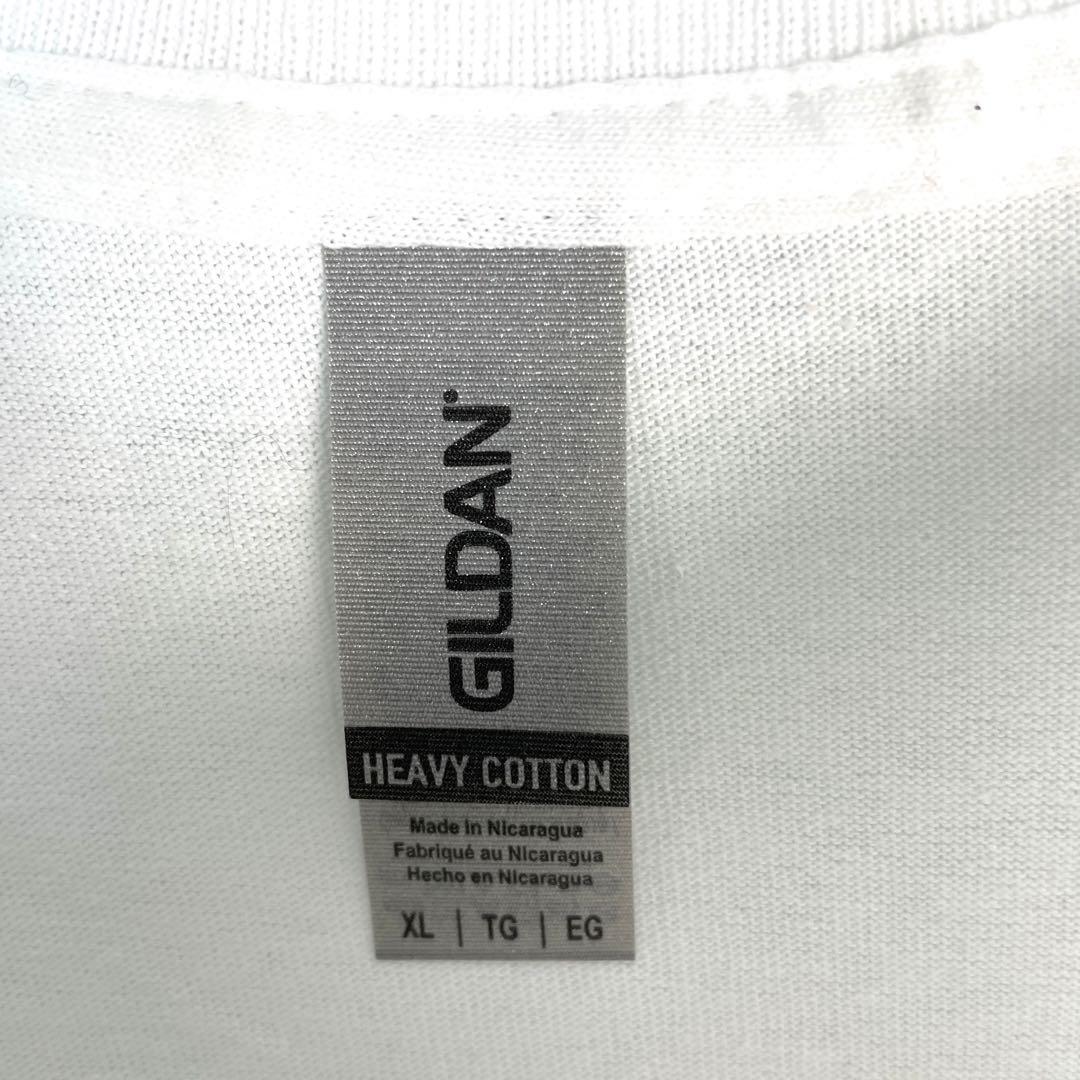 GILDAN®
HEAVY COTTON
Made in Nicaragua
Fabriqué au Nicaragua
Hecho en Nicaragua
XL | TG | EG